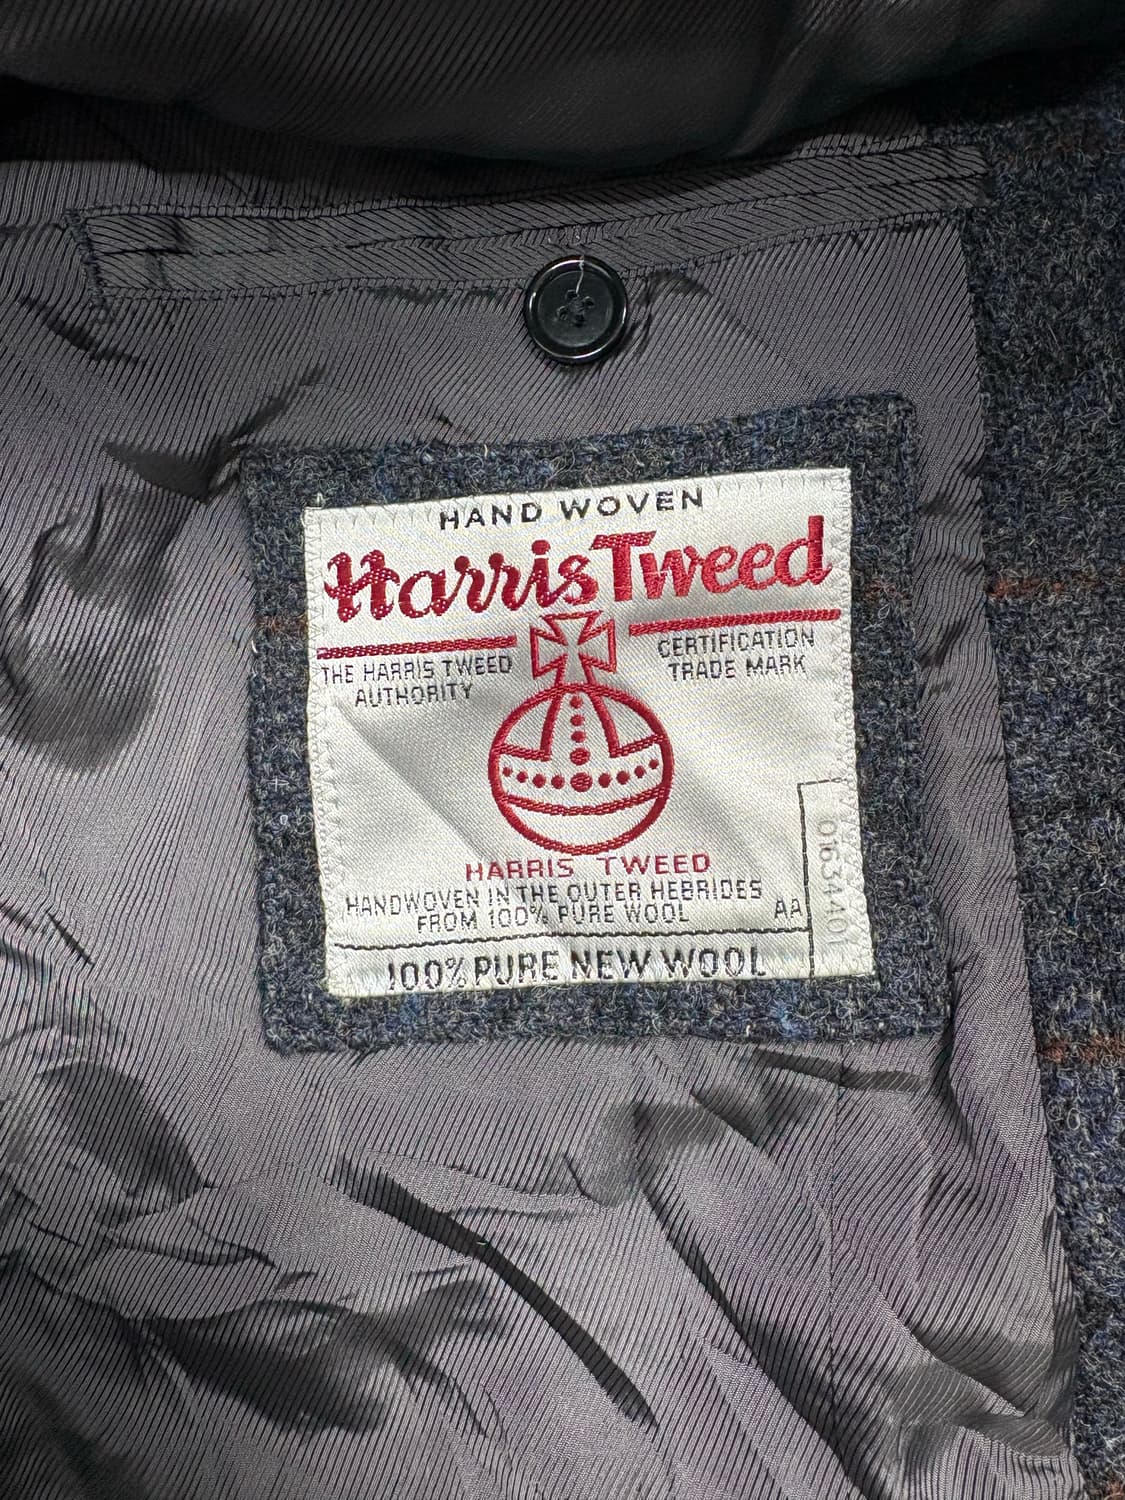 HAND WOVEN
Harris Tweed
THE HARRIS TWEED
AUTHORITY
CERTIFICATION
TRADE MARK
HARRIS TWEED
HANDWOVEN IN THE OUTER HEBRIDES
FROM 100% PURE WOOL
AA
100% PURE NEW WOOL
01634401